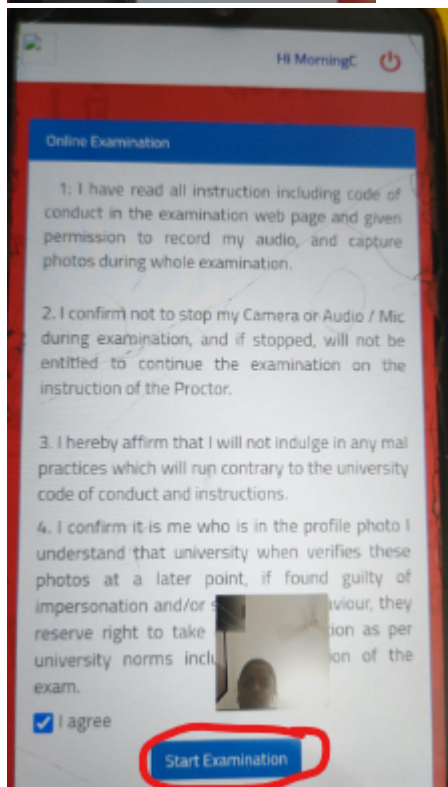 Hi MorningC
Online Examination
1: I have read all instruction including code of
conduct in the examination web page and given
permission to record my audio, and capture
photos during whole examination.
2. I confirm not to stop my Camera or Audio / Mic
during examination, and if stopped, will not be
entitled to continue the examination on the
instruction of the Proctor.
3. I hereby affirm that I will not indulge in any mal
practices which will run contrary to the university
code of conduct and instructions.
4. I confirm it is me who is in the profile photo I
understand that university when verifies these
photos at a later point, if found guilty of
impersonation and/or
reserve right to take as per
university norms of the
exam.
I agree
Start Examination